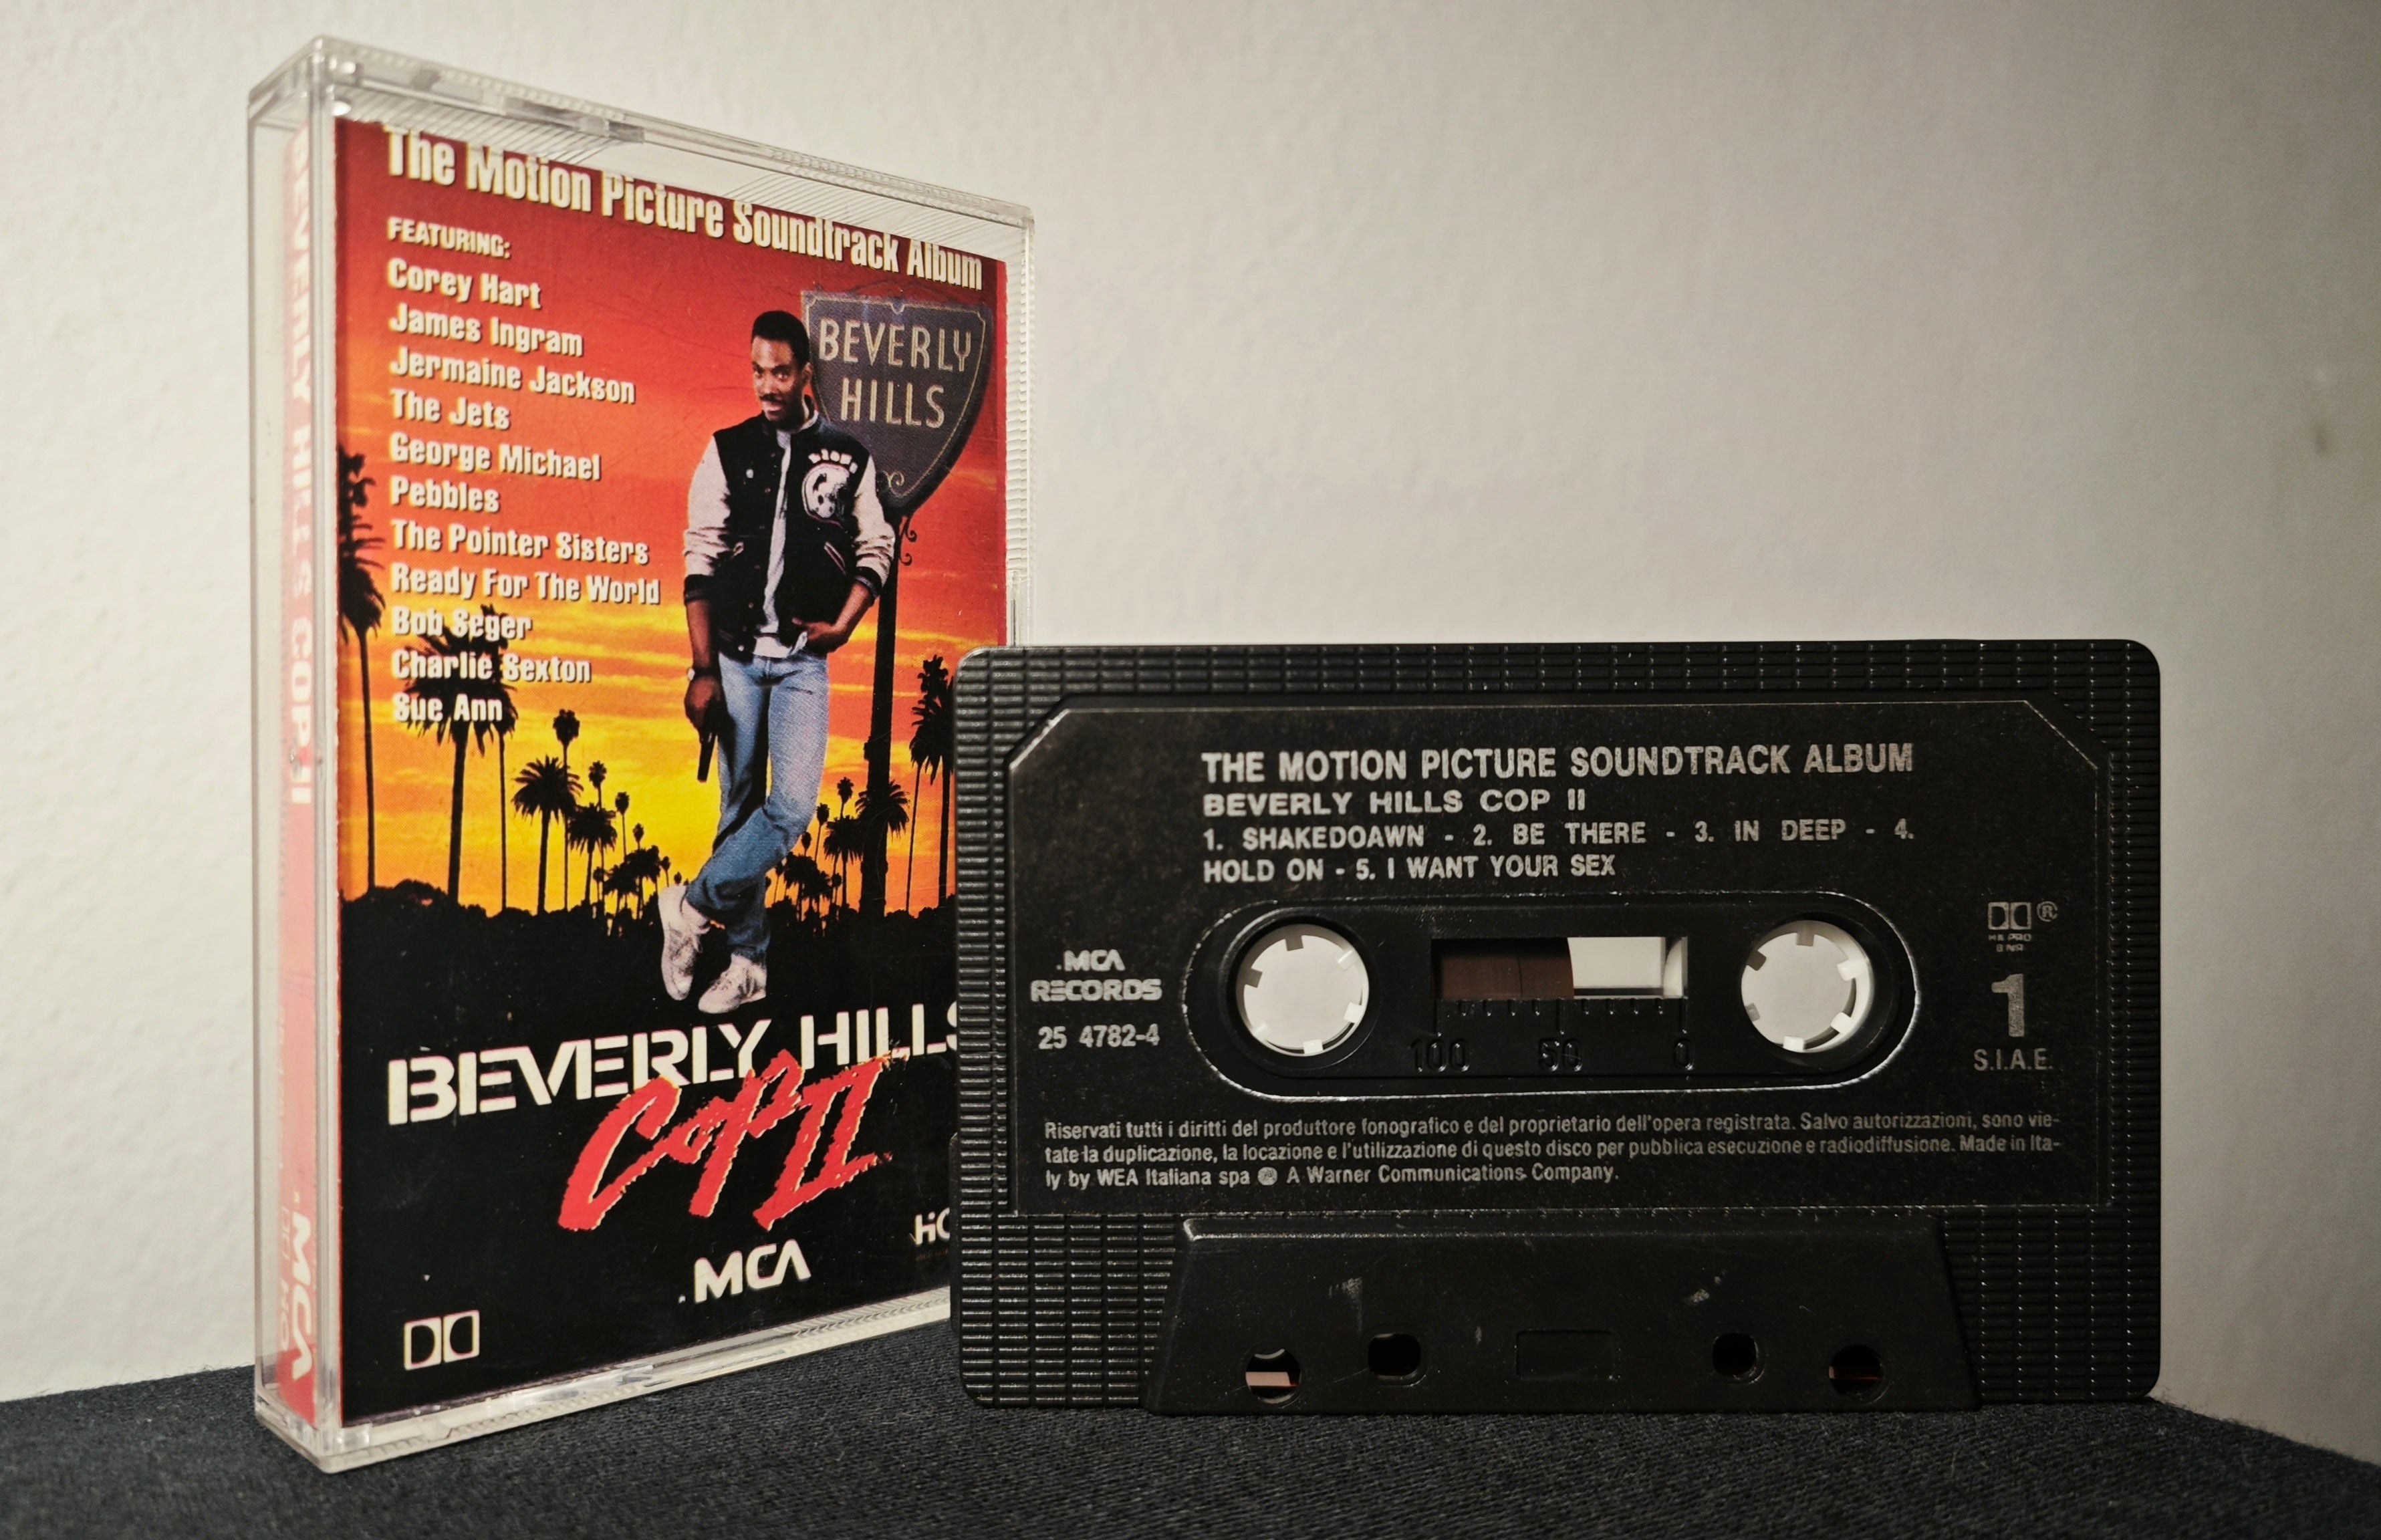 BEVERLY HILLS COP II
MCA
The Motion Picture Soundtrack Album
FEATURING:
Corey Hart
James Ingram
Jermaine Jackson
The Jets
George Michael
Pebbles
The Pointer Sisters
Ready For The World
Bob Seger
Charlie Sexton
Sue Ann
BEVERLY
HILLS
BEVERLY HILLS
COP II
MCA
THE MOTION PICTURE SOUNDTRACK ALBUM
BEVERLY HILLS COP II
1. SHAKEDOAWN - 2. BE THERE - 3. IN DEEP - 4.
HOLD ON - 5. I WANT YOUR SEX
MCA
RECORDS
25 4782-4
100 50 0
®
HX PRO
B NR
1
S.I.A.E.
Riservati tutti i diritti del produttore fonografico e del proprietario dell'opera registrata. Salvo autorizzazioni, sono vie-
tate la duplicazione, la locazione e l'utilizzazione di questo disco per pubblica esecuzione e radiodiffusione. Made in Ita-
ly by WEA Italiana spa A Warner Communications Company.